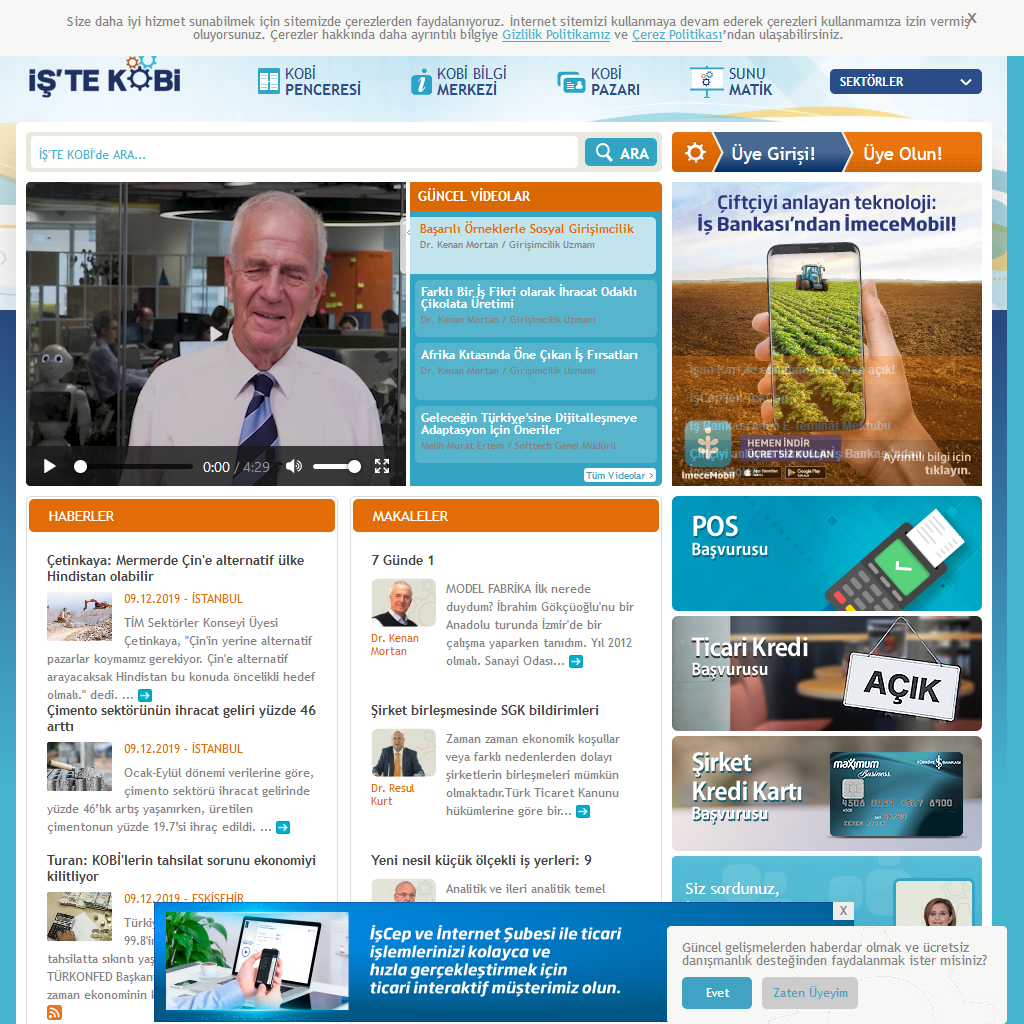 Size daha iyi hizmet sunabilmek için sitemizde çerezlerden faydalanıyoruz. İnternet sitemizi kullanmaya devam ederek çerezleri kullanmamıza izin vermiş
oluyorsunuz. Çerezler hakkında daha ayrıntılı bilgiye Gizlilik Politikamız ve Çerez Politikası'ndan ulaşabilirsiniz.
X
İŞ'TE KOBİ
KOBİ
PENCERESİ
KOBİ BİLGİ
MERKEZİ
KOBİ
PAZARI
SUNU
MATİK
SEKTÖRLER
İŞ'TE KOBİ'de ARA...
ARA
Üye Girişi!
Üye Olun!
0:00 / 4:29
GÜNCEL VİDEOLAR
Başarılı Örneklerle Sosyal Girişimcilik
Dr. Kenan Mortan / Girişimcilik Uzmanı
Farklı Bir İş Fikri olarak İhracat Odaklı
Çikolata Üretimi
Dr. Kenan Mortan / Girişimcilik Uzmanı
Afrika Kıtasında Öne Çıkan İş Fırsatları
Dr. Kenan Mortan / Girişimcilik Uzmanı
Geleceğin Türkiye'sine Dijitalleşmeye
Adaptasyon İçin Öneriler
Melih Murat Ertem / Softtech Genel Müdürü
Tüm Videolar >
Çiftçiyi anlayan teknoloji:
İş Bankası'ndan İmeceMobil!
İş Bankası'ndan E-Teminat Mektubu
HEMEN İNDİR
ÜCRETSİZ KULLAN
App Store'dan
Google Play
ImeceMobil
Ayrıntılı bilgi için
tıklayın.
HABERLER
Çetinkaya: Mermerde Çin'e alternatif ülke
Hindistan olabilir
09.12.2019 - İSTANBUL
TİM Sektörler Konseyi Üyesi
Çetinkaya, "Çin'in yerine alternatif
pazarlar koymamız gerekiyor. Çin'e alternatif
arayacaksak Hindistan bu konuda öncelikli hedef
olmalı." dedi. ...
Çimento sektörünün ihracat geliri yüzde 46
arttı
09.12.2019 - İSTANBUL
Ocak-Eylül dönemi verilerine göre,
çimento sektörü ihracat gelirinde
yüzde 46'lık artış yaşanırken, üretilen
çimentonun yüzde 19.7'si ihraç edildi. ...
Turan: KOBİ'lerin tahsilat sorunu ekonomiyi
kilitliyor
09.12.2019 - ESKİŞEHİR
MAKALELER
7 Günde 1
MODEL FABRİKA İlk nerede
duydum? İbrahim Gökçüoğlu'nu bir
Anadolu turunda İzmir'de bir
çalışma yaparken tanıdım. Yıl 2012
olmalı. Sanayi Odası...
Dr. Kenan
Mortan
Şirket birleşmesinde SGK bildirimleri
Zaman zaman ekonomik koşullar
veya farklı nedenlerden dolayı
şirketlerin birleşmeleri mümkün
olmaktadır.Türk Ticaret Kanunu
hükümlerine göre bir...
Dr. Resul
Kurt
Yeni nesil küçük ölçekli iş yerleri: 9
Analitik ve ileri analitik temel
POS
Başvurusu
Ticari Kredi
Başvurusu
AÇIK
Şirket
Kredi Kartı
Başvurusu
maximum
Business
TÜRKİYE İŞ BANKASI
Siz sordunuz,
99.8'in
tahsilatta sıkıntı yaş
TÜRKONFED Başkanı
zaman ekonominin k
İşCep ve İnternet Şubesi ile ticari
işlemlerinizi kolayca ve
hızla gerçekleştirmek için
ticari interaktif müşterimiz olun.
X
Güncel gelişmelerden haberdar olmak ve ücretsiz
danışmanlık desteğinden faydalanmak ister misiniz?
Evet
Zaten Üyeyim